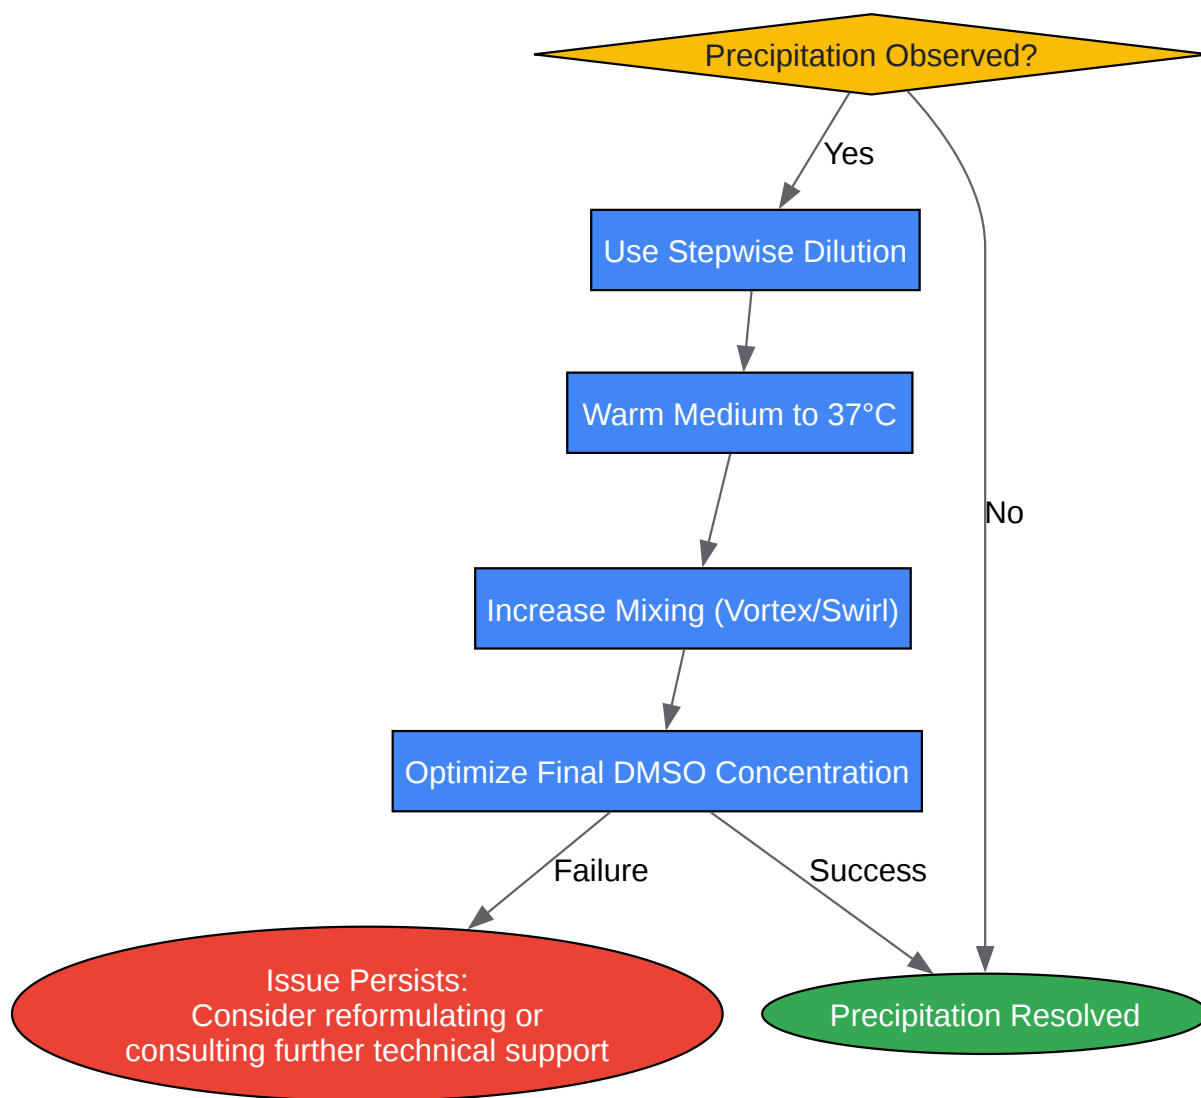 Precipitation Observed?
Yes
Use Stepwise Dilution
Warm Medium to 37°C
No
Increase Mixing (Vortex/Swirl)
Optimize Final DMSO Concentration
Failure
Success
Issue Persists:
Consider reformulating or
consulting further technical support
Precipitation Resolved